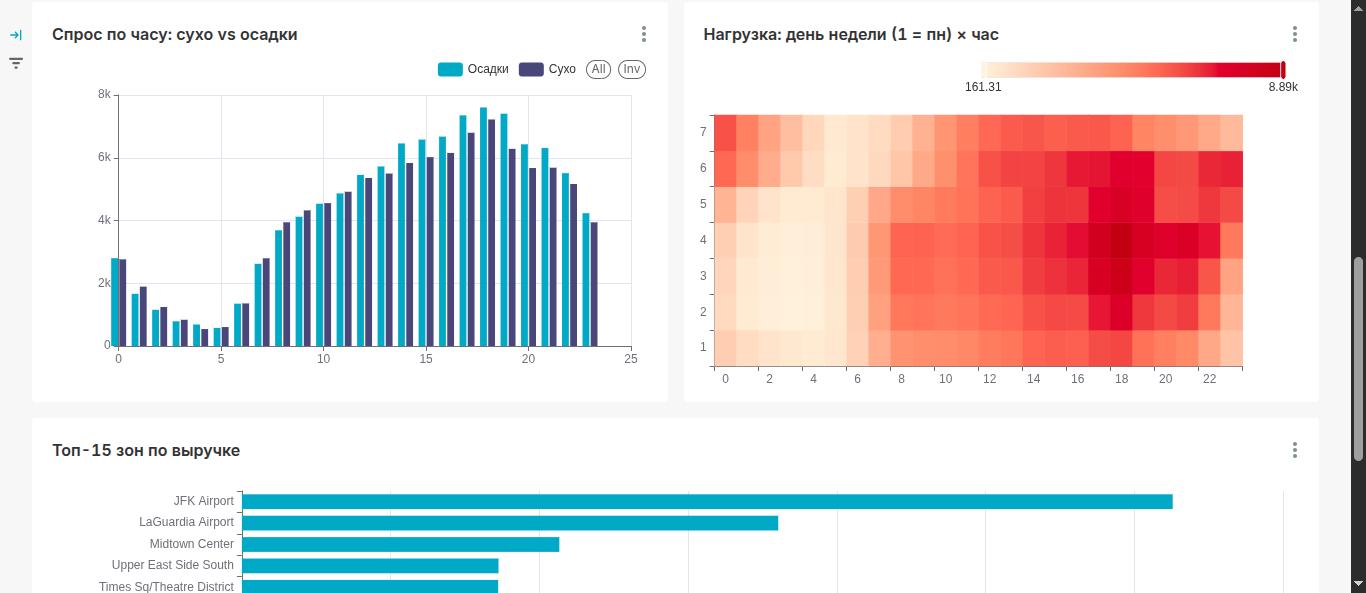 Спрос по часу: сухо vs осадки
Осадки Сухо All Inv
8k
6k
4k
2k
0
0 5 10 15 20 25
Нагрузка: день недели (1 = пн) × час
161.31 8.89k
7
6
5
4
3
2
1
0 2 4 6 8 10 12 14 16 18 20 22
Топ-15 зон по выручке
JFK Airport
LaGuardia Airport
Midtown Center
Upper East Side South
Times Sq/Theatre District